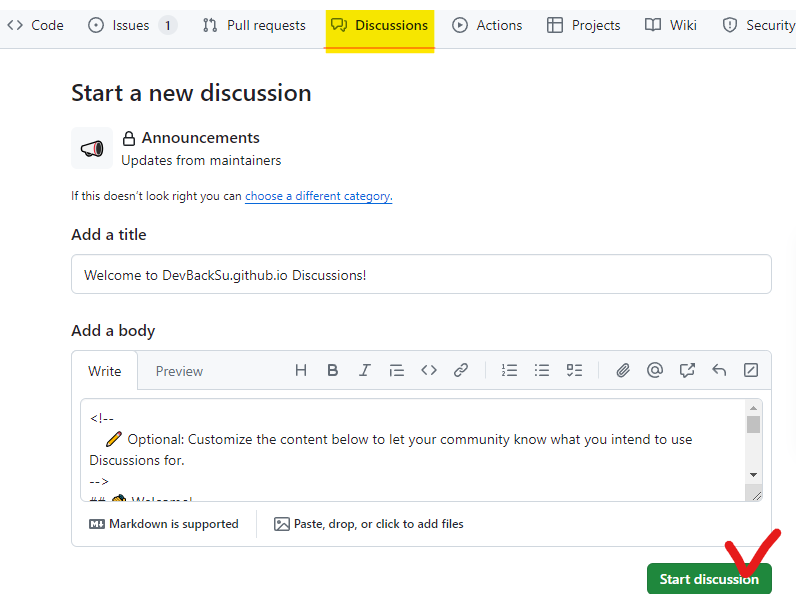 Code Issues 1 Pull requests Discussions Actions Projects Wiki Security
Start a new discussion
Announcements
Updates from maintainers
If this doesn't look right you can choose a different category.
Add a title
Welcome to DevBackSu.github.io Discussions!
Add a body
Write Preview
<!--
✏️ Optional: Customize the content below to let your community know what you intend to use
Discussions for.
-->
## 👋 Welcome!
Markdown is supported Paste, drop, or click to add files
Start discussion